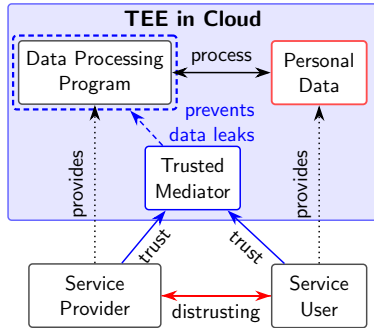 TEE in Cloud
Data Processing
Program
process
Personal
Data
prevents
data leaks
Trusted
Mediator
provides
provides
trust
trust
Service
Provider
distrusting
Service
User